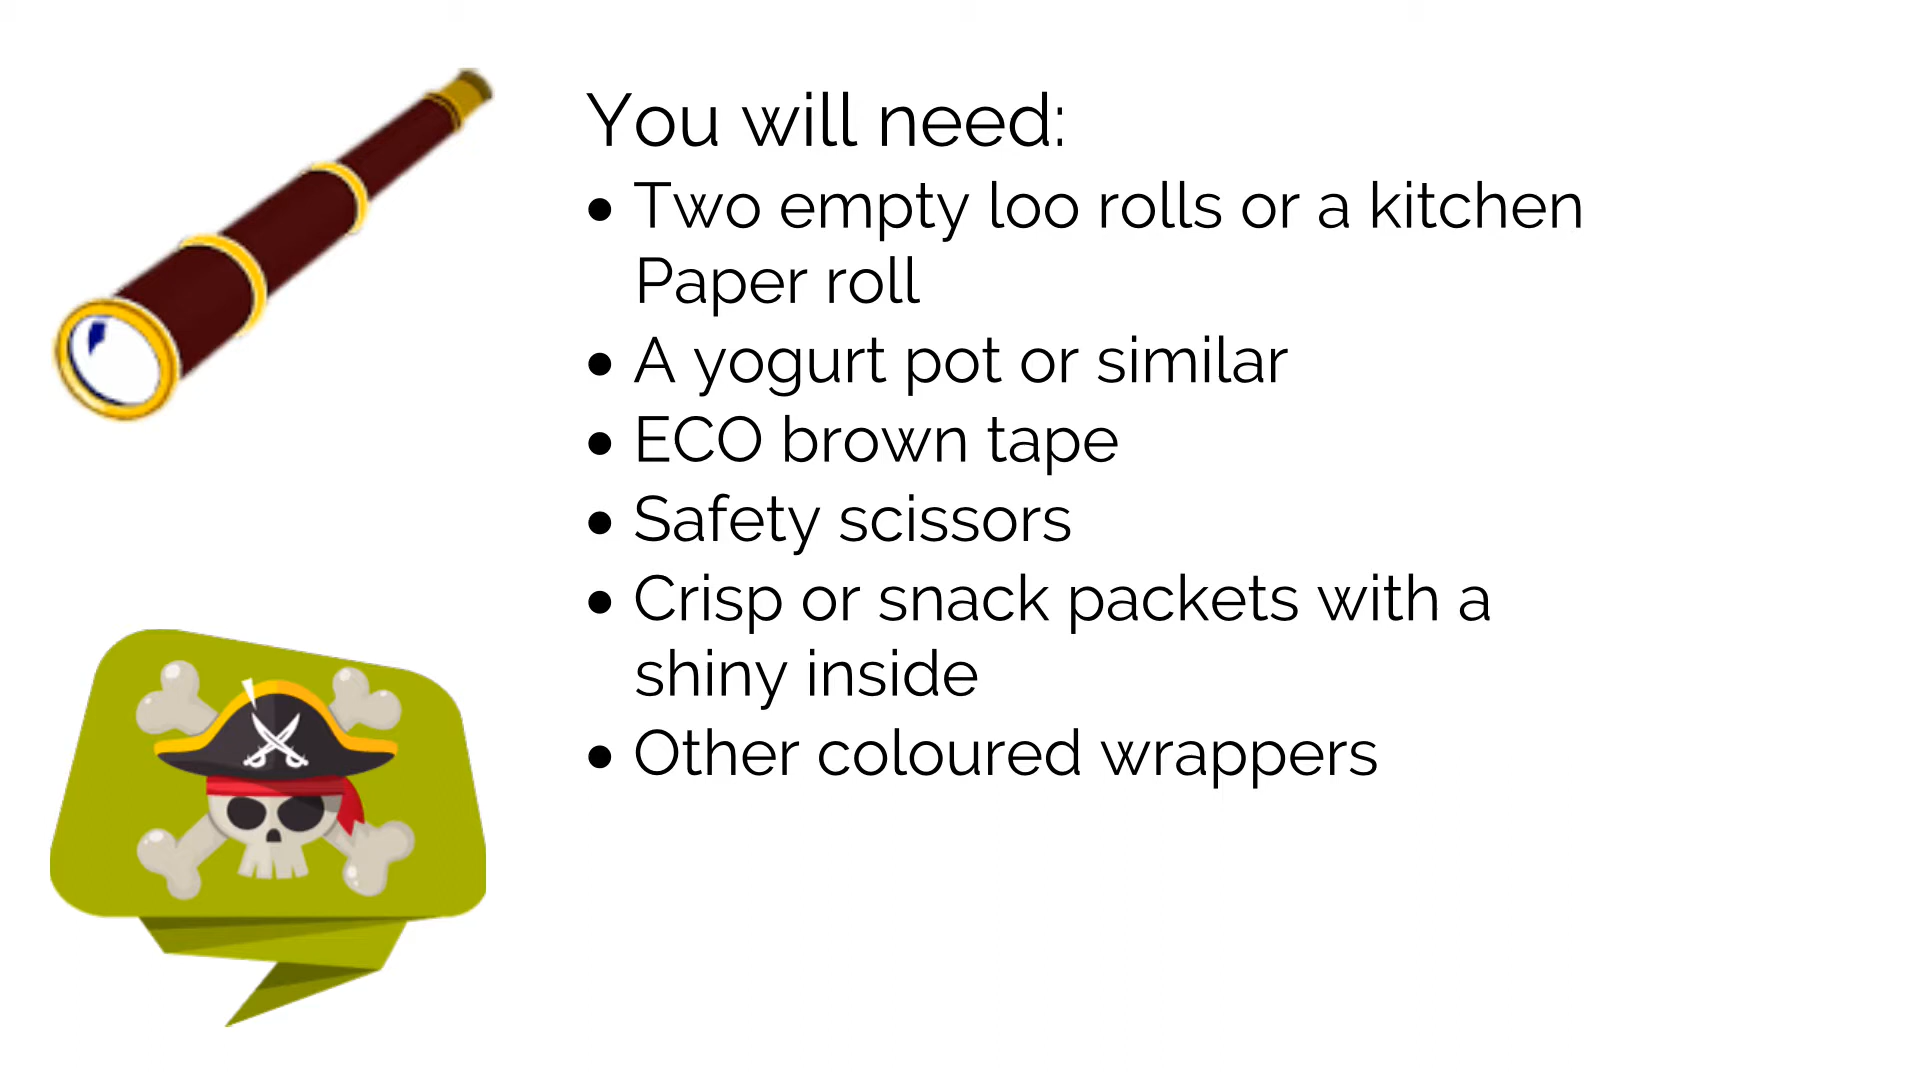 You will need:
• Two empty loo rolls or a kitchen
Paper roll
• A yogurt pot or similar
• ECO brown tape
• Safety scissors
• Crisp or snack packets with a
shiny inside
• Other coloured wrappers